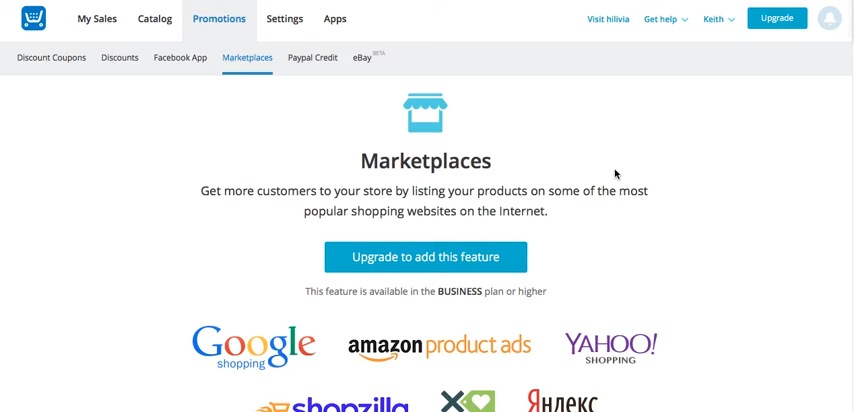 My Sales Catalog Promotions Settings Apps Visit hilivia Get help Keith Upgrade
Discount Coupons Discounts Facebook App Marketplaces Paypal Credit eBay BETA
Marketplaces
Get more customers to your store by listing your products on some of the most
popular shopping websites on the Internet.
Upgrade to add this feature
This feature is available in the BUSINESS plan or higher
Google shopping amazon product ads YAHOO! SHOPPING
shopzilla Яндекс